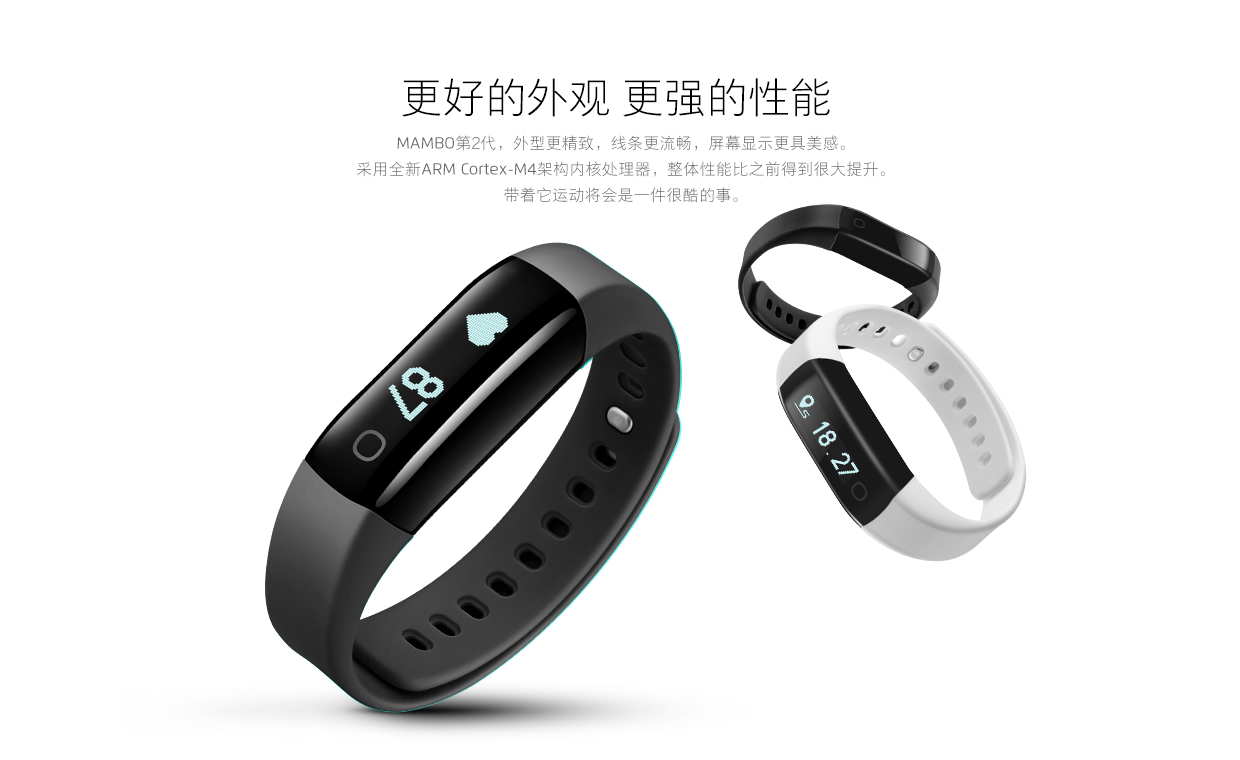 更好的外观 更强的性能
MAMBO第2代，外型更精致，线条更流畅，屏幕显示更具美感。
采用全新ARM Cortex-M4架构内核处理器，整体性能比之前得到很大提升。
带着它运动将会是一件很酷的事。
87
18:27